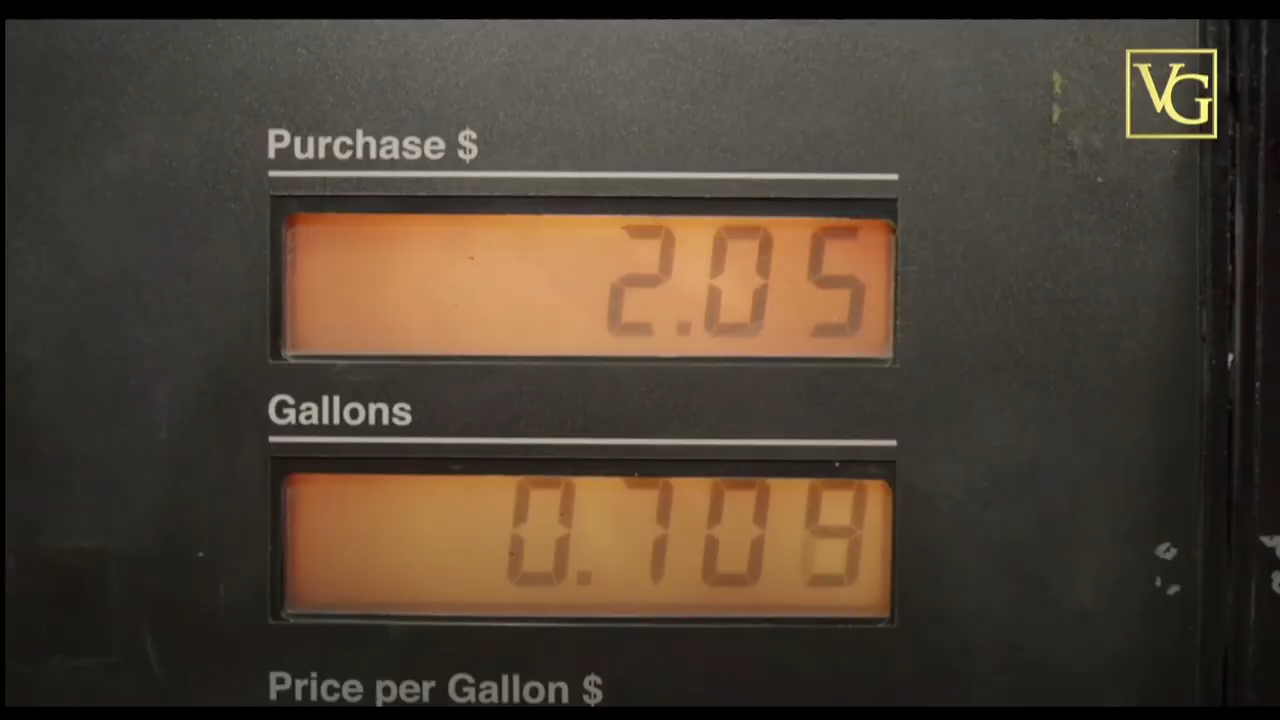 VG
Purchase $
2.05
Gallons
0.709
Price per Gallon $